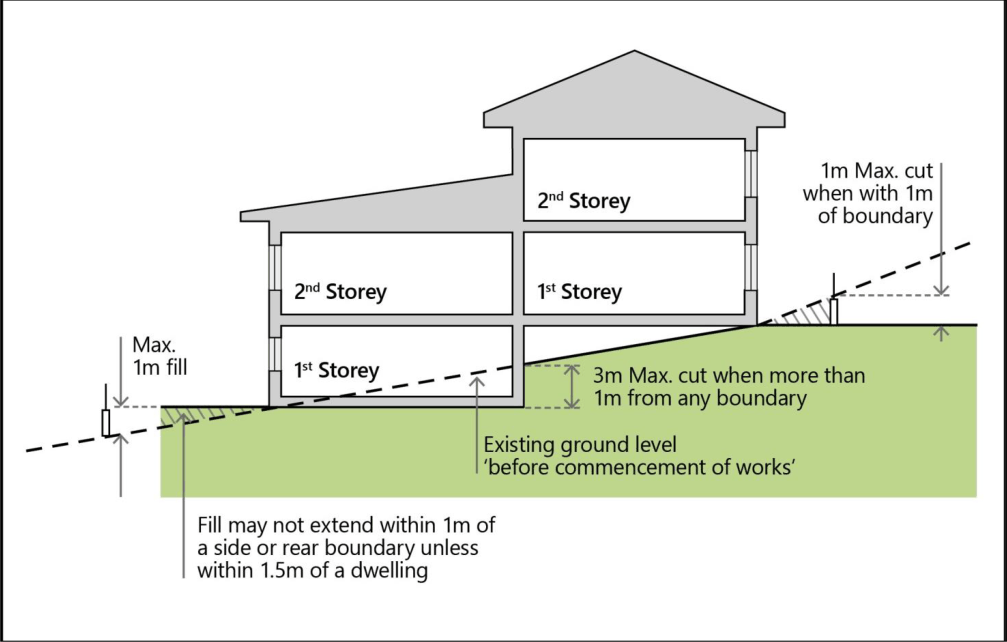 2nd Storey
1m Max. cut
when with 1m
of boundary
2nd Storey
1st Storey
Max.
1m fill
1st Storey
3m Max. cut when more than
1m from any boundary
Existing ground level
‘before commencement of works’
Fill may not extend within 1m of
a side or rear boundary unless
within 1.5m of a dwelling